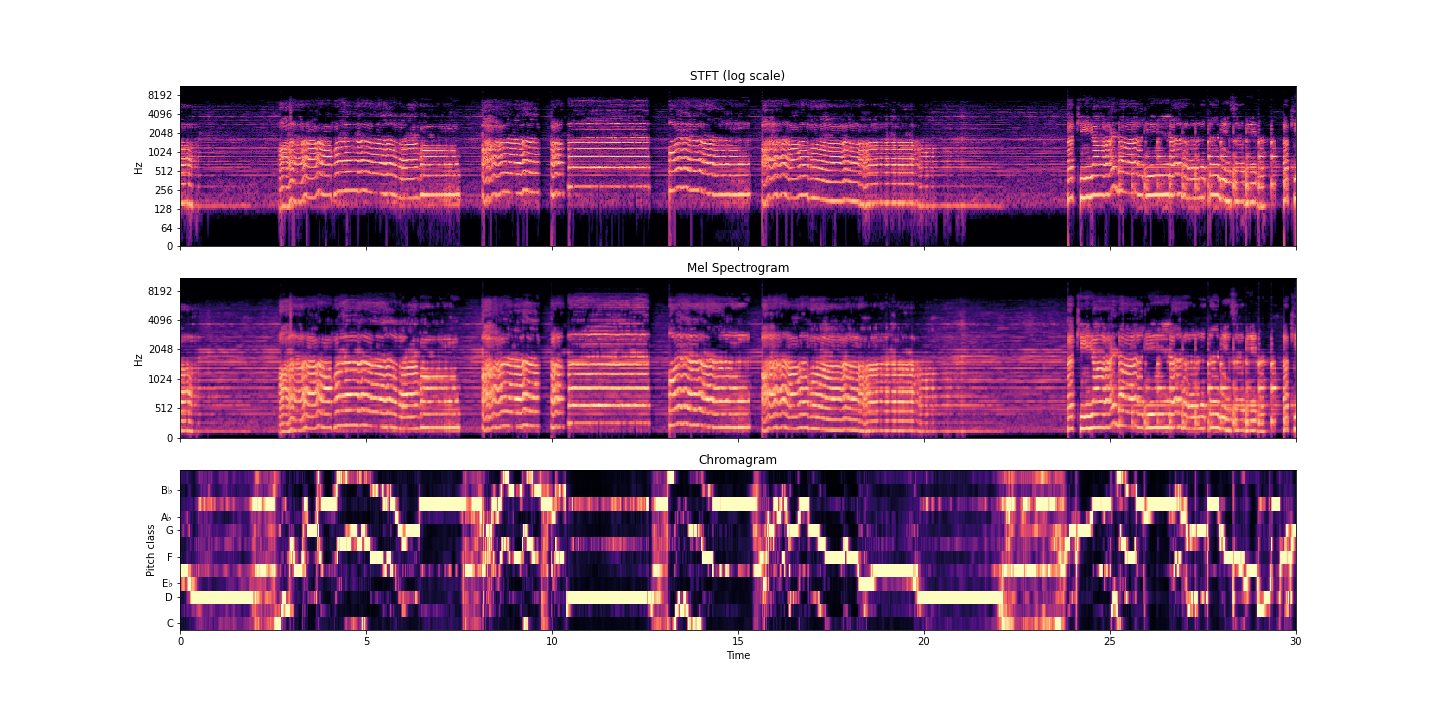 STFT (log scale)
8192
4096
2048
1024
512
256
128
64
0
Hz
Mel Spectrogram
8192
4096
2048
1024
512
0
Hz
Chromagram
B♭
A♭
G
F
E♭
D
C
Pitch class
0 5 10 15 20 25 30
Time